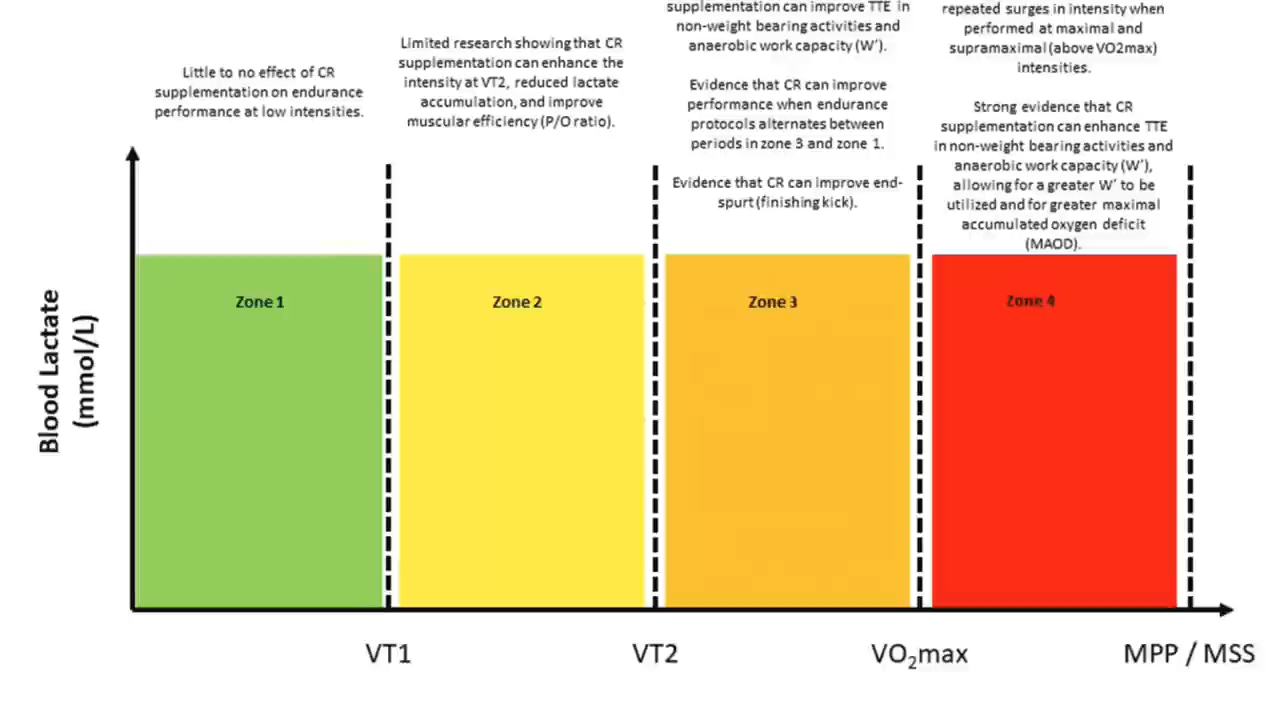 Little to no effect of CR
supplementation on endurance
performance at low intensities.
Limited research showing that CR
supplementation can enhance the
intensity at VT2, reduced lactate
accumulation, and improve
muscular efficiency (P/O ratio).
supplementation can improve TTE in
non-weight bearing activities and
anaerobic work capacity (W’).
Evidence that CR can improve
performance when endurance
protocols alternates between
periods in zone 3 and zone 1.
Evidence that CR can improve end-
spurt (finishing kick).
repeated surges in intensity when
performed at maximal and
supramaximal (above VO2max)
intensities.
Strong evidence that CR
supplementation can enhance TTE
in non-weight bearing activities and
anaerobic work capacity (W’),
allowing for a greater W’ to be
utilized and for greater maximal
accumulated oxygen deficit
(MAOD).
Zone 1
Zone 2
Zone 3
Zone 4
Blood Lactate
(mmol/L)
VT1
VT2
VO₂max
MPP / MSS